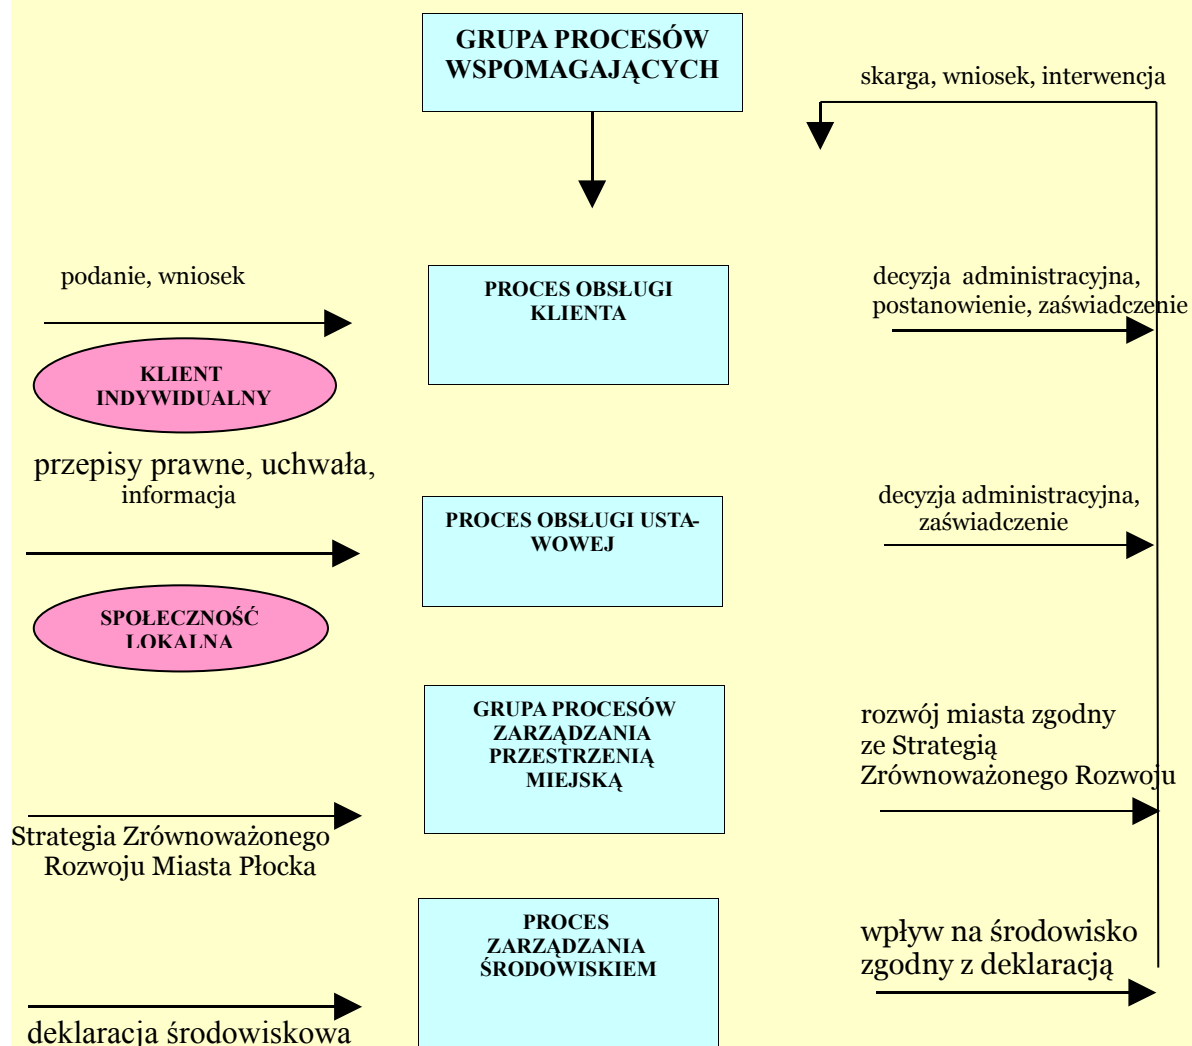 GRUPA PROCESÓW
WSPOMAGAJĄCYCH
skarga, wniosek, interwencja
podanie, wniosek
PROCES OBSŁUGI
KLIENTA
decyzja administracyjna,
postanowienie, zaświadczenie
KLIENT
INDYWIDUALNY
przepisy prawne, uchwała,
informacja
PROCES OBSŁUGI USTA-
WOWEJ
decyzja administracyjna,
zaświadczenie
SPOŁECZNOŚĆ
LOKALNA
GRUPA PROCESÓW
ZARZĄDZANIA
PRZESTRZENIĄ
MIEJSKĄ
rozwój miasta zgodny
ze Strategią
Zrównoważonego Rozwoju
Strategia Zrównoważonego
Rozwoju Miasta Płocka
PROCES
ZARZĄDZANIA
ŚRODOWISKIEM
wpływ na środowisko
zgodny z deklaracją
deklaracja środowiskowa